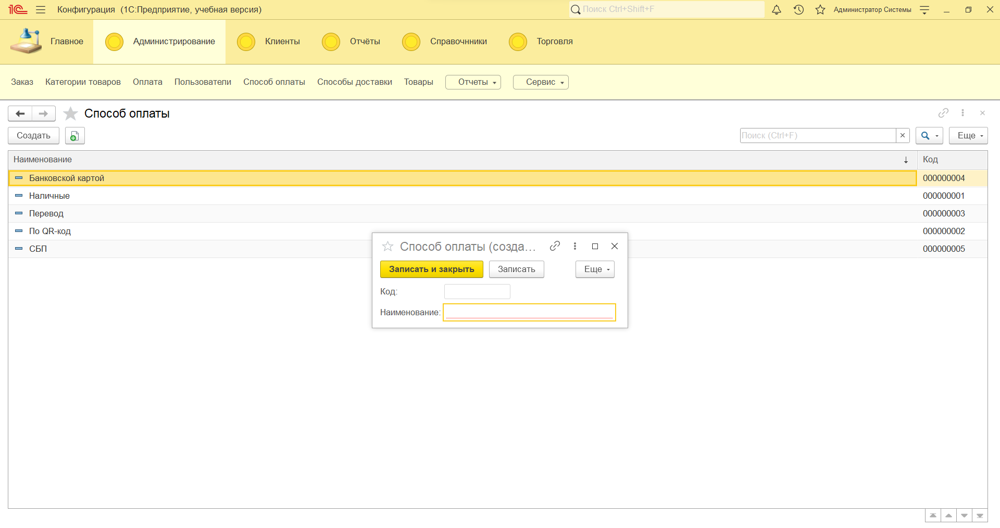 1С Конфигурация (1С:Предприятие, учебная версия) Поиск Ctrl+Shift+F Администратор Системы
Главное Администрирование Клиенты Отчёты Справочнники Торговля
Заказ Категории товаров Оплата Пользователи Способ оплаты Способы доставки Товары Отчеты Сервис
Способ оплаты
Создать Поиск (Ctrl+F) Еще
Наименование Код
Банковской картой 000000004
Наличные 000000001
Перевод 000000003
По QR-код 000000002
СБП 000000005
Способ оплаты (созда...
Записать и закрыть Записать Еще
Код:
Наименование: